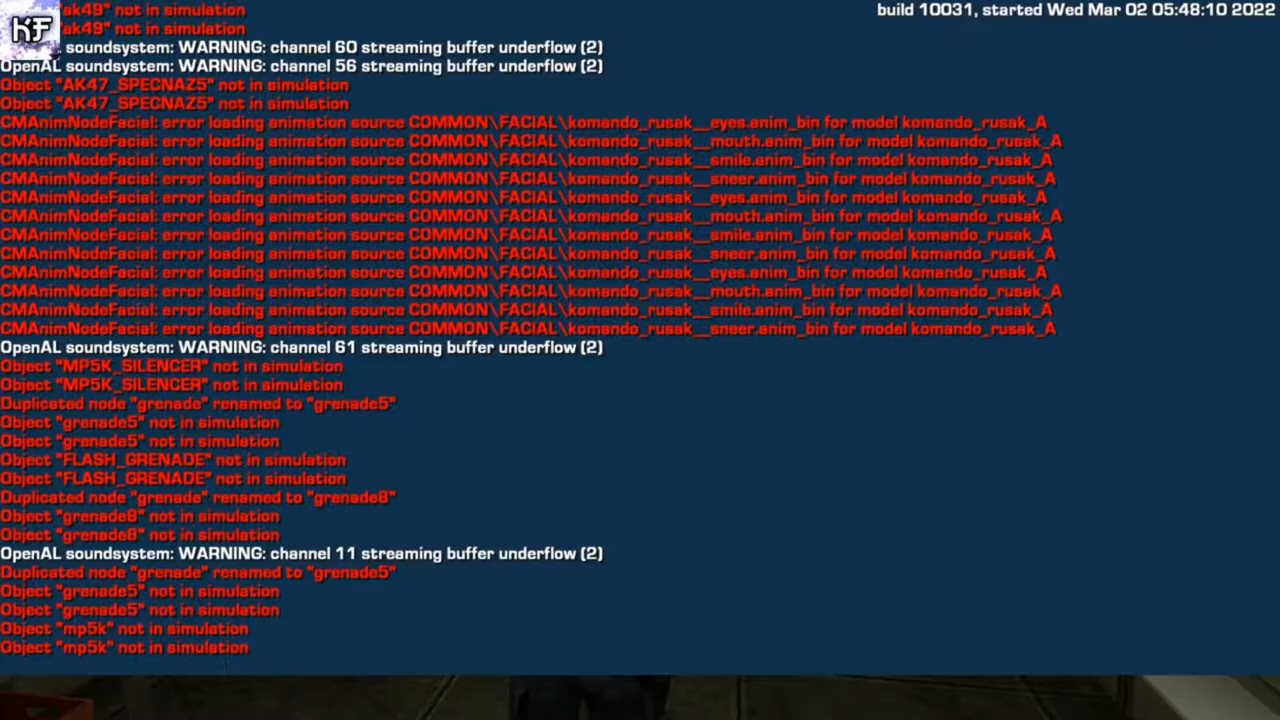 build 10031, started Wed Mar 02 05:48:10 2022
KF
"ak49" not in simulation
"ak49" not in simulation
soundsystem: WARNING: channel 60 streaming buffer underflow (2)
OpenAL soundsystem: WARNING: channel 56 streaming buffer underflow (2)
Object "AK47_SPECNAZ5" not in simulation
Object "AK47_SPECNAZ5" not in simulation
CMAnimNodeFacial: error loading animation source COMMON\FACIAL\komando_rusak__eyes.anim_bin for model komando_rusak_A
CMAnimNodeFacial: error loading animation source COMMON\FACIAL\komando_rusak__mouth.anim_bin for model komando_rusak_A
CMAnimNodeFacial: error loading animation source COMMON\FACIAL\komando_rusak__smile.anim_bin for model komando_rusak_A
CMAnimNodeFacial: error loading animation source COMMON\FACIAL\komando_rusak__sneer.anim_bin for model komando_rusak_A
CMAnimNodeFacial: error loading animation source COMMON\FACIAL\komando_rusak__eyes.anim_bin for model komando_rusak_A
CMAnimNodeFacial: error loading animation source COMMON\FACIAL\komando_rusak__mouth.anim_bin for model komando_rusak_A
CMAnimNodeFacial: error loading animation source COMMON\FACIAL\komando_rusak__smile.anim_bin for model komando_rusak_A
CMAnimNodeFacial: error loading animation source COMMON\FACIAL\komando_rusak__sneer.anim_bin for model komando_rusak_A
CMAnimNodeFacial: error loading animation source COMMON\FACIAL\komando_rusak__eyes.anim_bin for model komando_rusak_A
CMAnimNodeFacial: error loading animation source COMMON\FACIAL\komando_rusak__mouth.anim_bin for model komando_rusak_A
CMAnimNodeFacial: error loading animation source COMMON\FACIAL\komando_rusak__smile.anim_bin for model komando_rusak_A
CMAnimNodeFacial: error loading animation source COMMON\FACIAL\komando_rusak__sneer.anim_bin for model komando_rusak_A
OpenAL soundsystem: WARNING: channel 61 streaming buffer underflow (2)
Object "MP5K_SILENCER" not in simulation
Object "MP5K_SILENCER" not in simulation
Duplicated node "grenade" renamed to "grenade5"
Object "grenade5" not in simulation
Object "grenade5" not in simulation
Object "FLASH_GRENADE" not in simulation
Object "FLASH_GRENADE" not in simulation
Duplicated node "grenade" renamed to "grenade8"
Object "grenade8" not in simulation
Object "grenade8" not in simulation
OpenAL soundsystem: WARNING: channel 11 streaming buffer underflow (2)
Duplicated node "grenade" renamed to "grenade5"
Object "grenade5" not in simulation
Object "grenade5" not in simulation
Object "mp5k" not in simulation
Object "mp5k" not in simulation